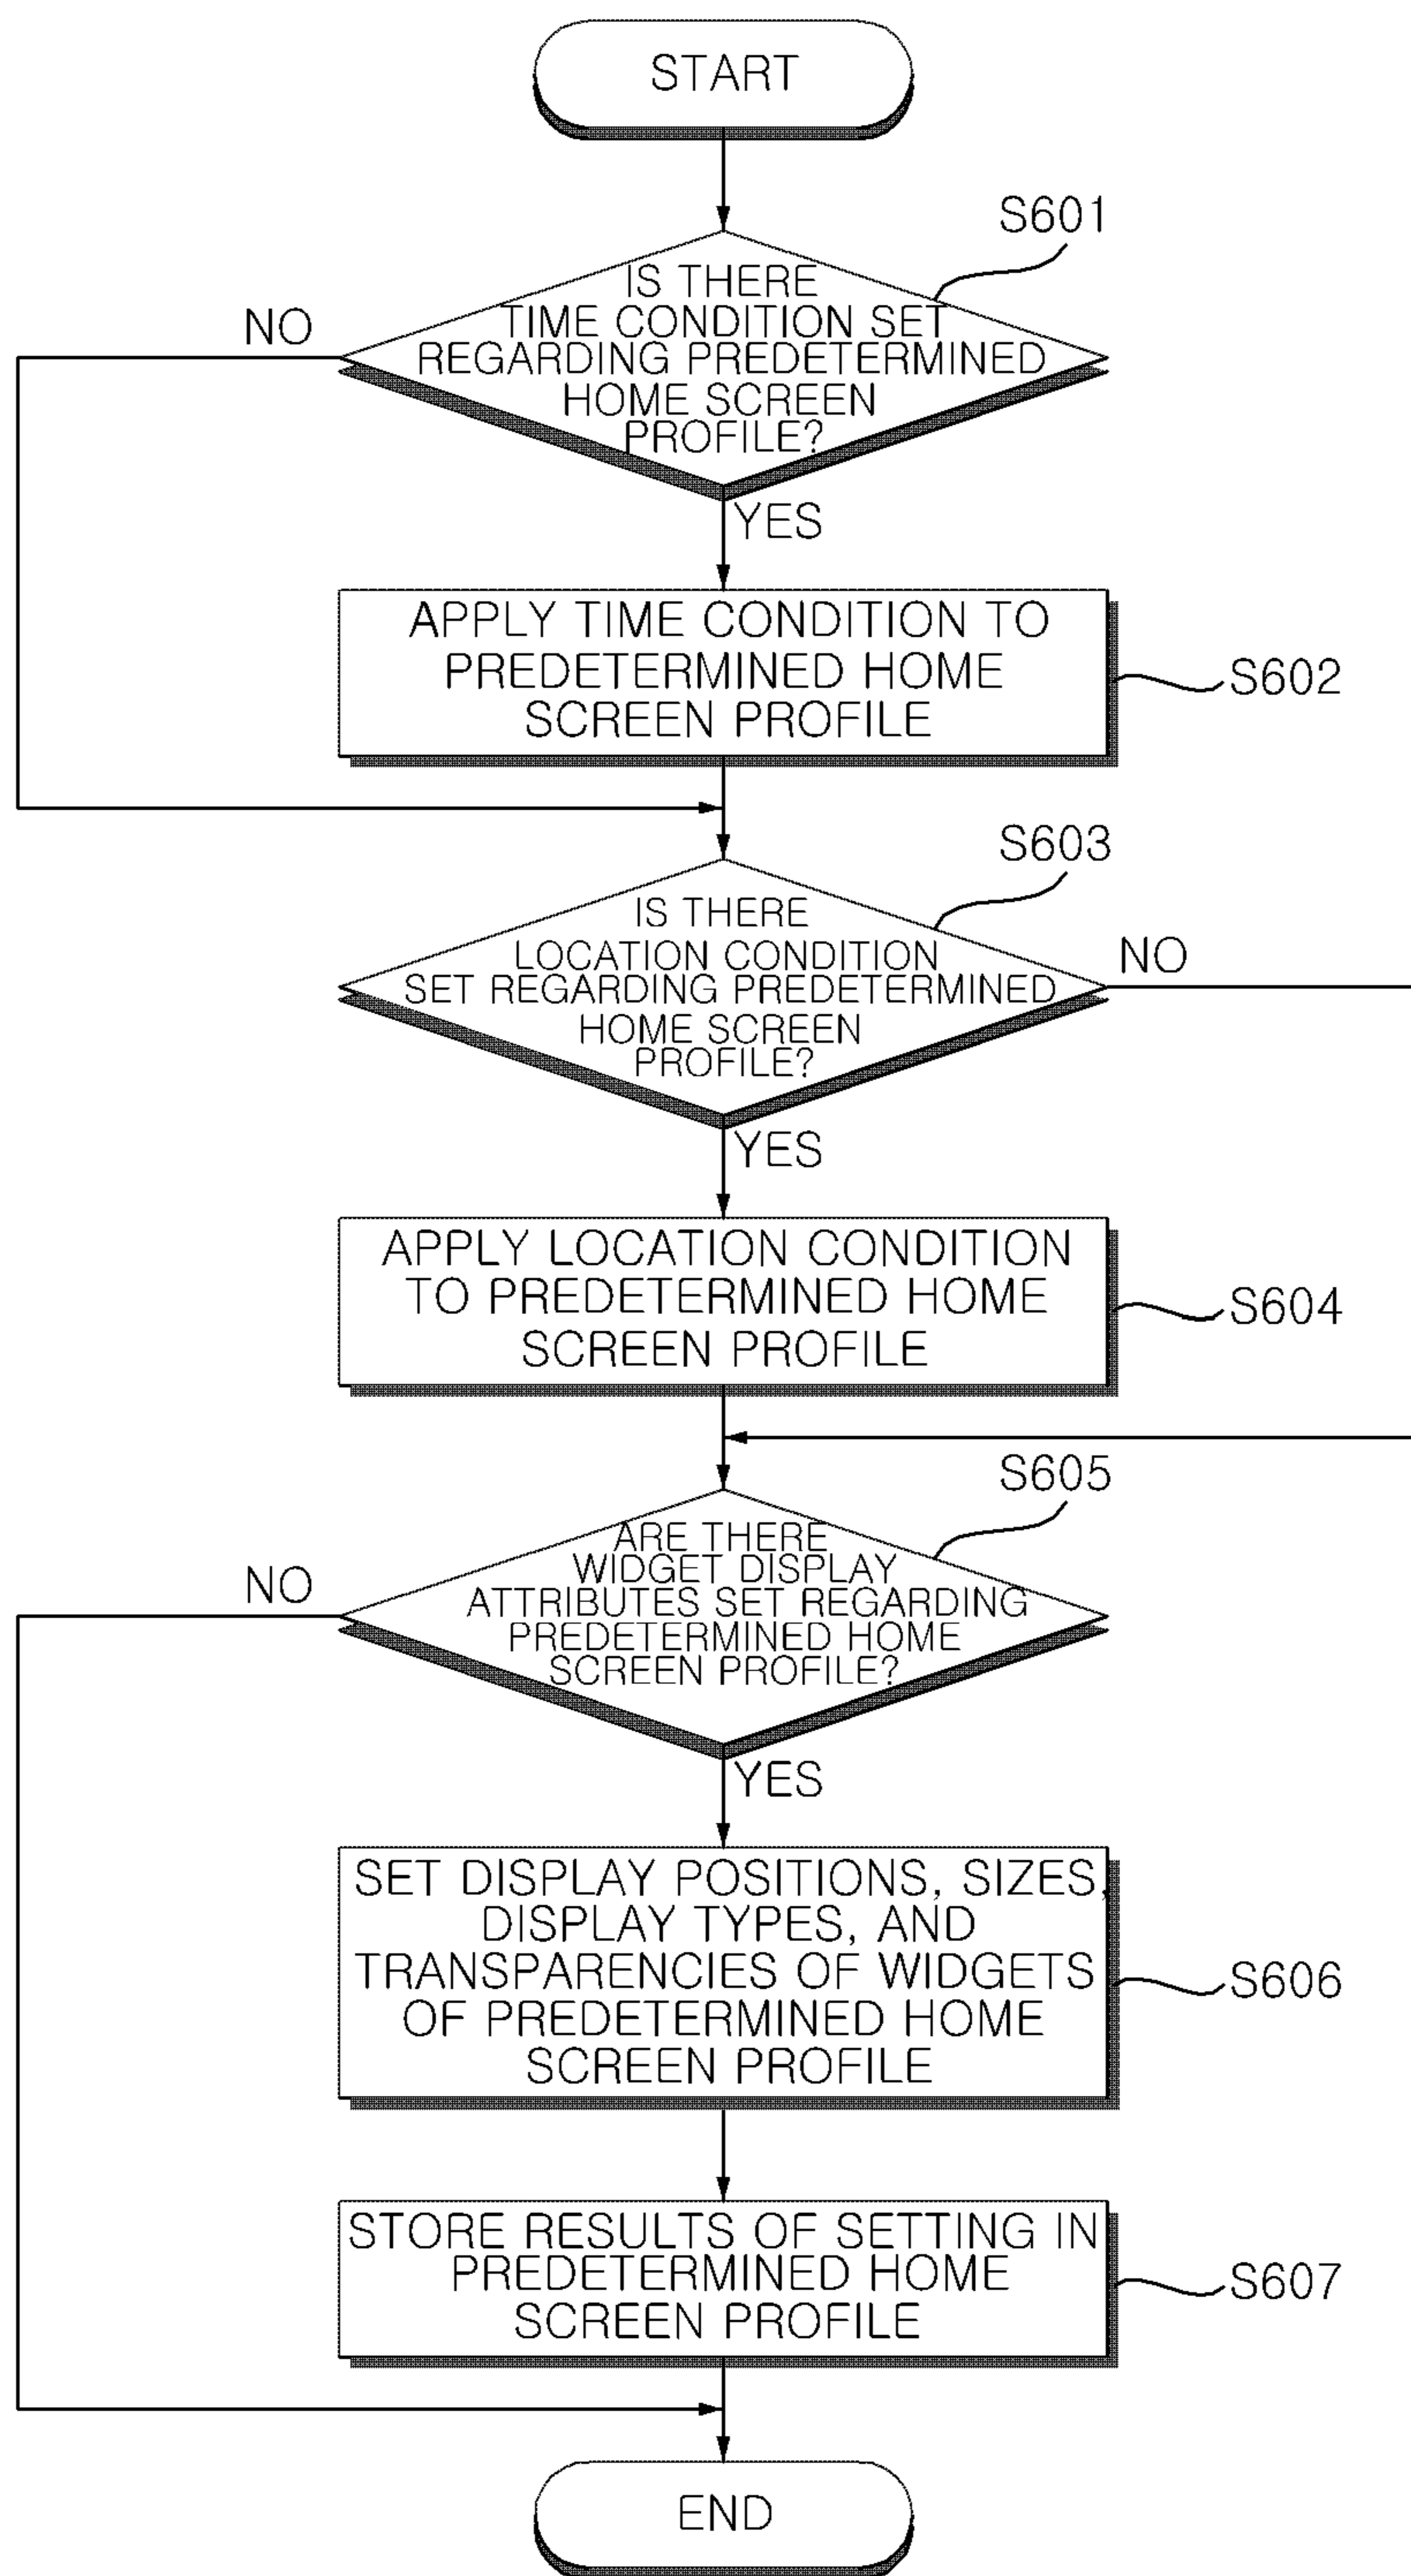 START
S601
IS THERE
TIME CONDITION SET
REGARDING PREDETERMINED
HOME SCREEN
PROFILE?
NO
YES
APPLY TIME CONDITION TO
PREDETERMINED HOME
SCREEN PROFILE
S602
S603
IS THERE
LOCATION CONDITION
SET REGARDING PREDETERMINED
HOME SCREEN
PROFILE?
NO
YES
APPLY LOCATION CONDITION
TO PREDETERMINED HOME
SCREEN PROFILE
S604
S605
ARE THERE
WIDGET DISPLAY
ATTRIBUTES SET REGARDING
PREDETERMINED HOME
SCREEN PROFILE?
NO
YES
SET DISPLAY POSITIONS, SIZES,
DISPLAY TYPES, AND
TRANSPARENCIES OF WIDGETS
OF PREDETERMINED HOME
SCREEN PROFILE
S606
STORE RESULTS OF SETTING IN
PREDETERMINED HOME
SCREEN PROFILE
S607
END